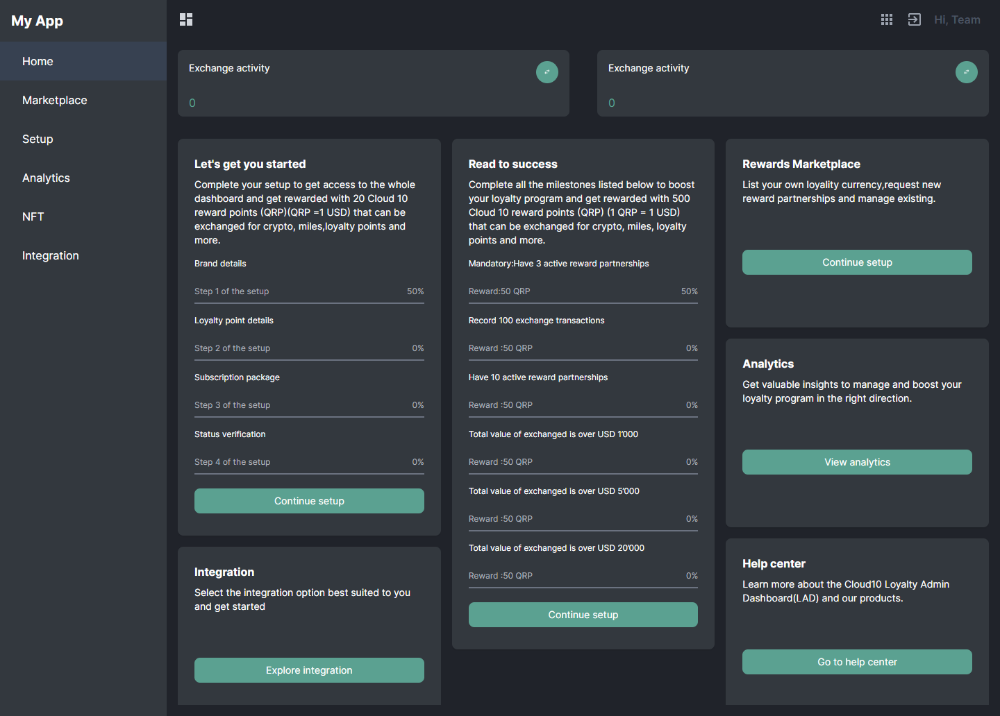 My App
Home
Marketplace
Setup
Analytics
NFT
Integration
Hi, Team
Exchange activity
0
Exchange activity
0
Let's get you started
Complete your setup to get access to the whole
dashboard and get rewarded with 20 Cloud 10
reward points (QRP)(QRP =1 USD) that can be
exchanged for crypto, miles,loyalty points and
more.
Brand details
Step 1 of the setup 50%
Loyalty point details
Step 2 of the setup 0%
Subscription package
Step 3 of the setup 0%
Status verification
Step 4 of the setup 0%
Continue setup
Integration
Select the integration option best suited to you
and get started
Explore integration
Read to success
Complete all the milestones listed below to boost
your loyalty program and get rewarded with 500
Cloud 10 reward points (QRP) (1 QRP = 1 USD)
that can be exchanged for crypto, miles, loyalty
points and more.
Mandatory:Have 3 active reward partnerships
Reward:50 QRP 50%
Record 100 exchange transactions
Reward :50 QRP 0%
Have 10 active reward partnerships
Reward :50 QRP 0%
Total value of exchanged is over USD 1’000
Reward :50 QRP 0%
Total value of exchanged is over USD 5’000
Reward :50 QRP 0%
Total value of exchanged is over USD 20’000
Reward :50 QRP 0%
Continue setup
Rewards Marketplace
List your own loyality currency,request new
reward partnerships and manage existing.
Continue setup
Analytics
Get valuable insights to manage and boost your
loyalty program in the right direction.
View analytics
Help center
Learn more about the Cloud10 Loyalty Admin
Dashboard(LAD) and our products.
Go to help center